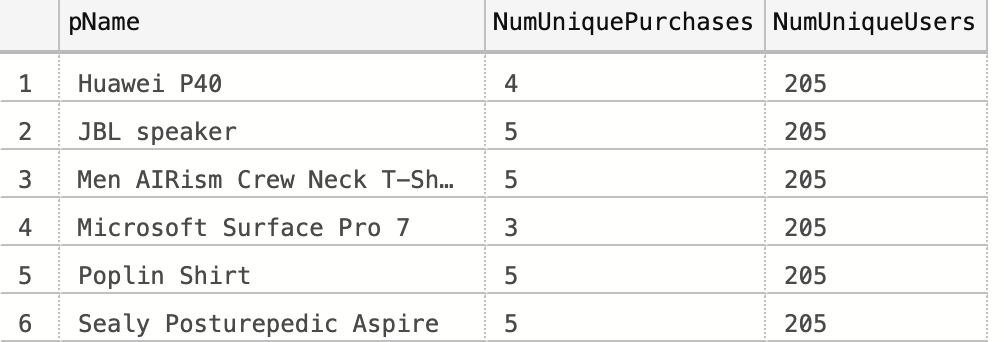 pName NumUniquePurchases NumUniqueUsers
1 Huawei P40 4 205
2 JBL speaker 5 205
3 Men AIRism Crew Neck T-Sh… 5 205
4 Microsoft Surface Pro 7 3 205
5 Poplin Shirt 5 205
6 Sealy Posturepedic Aspire 5 205